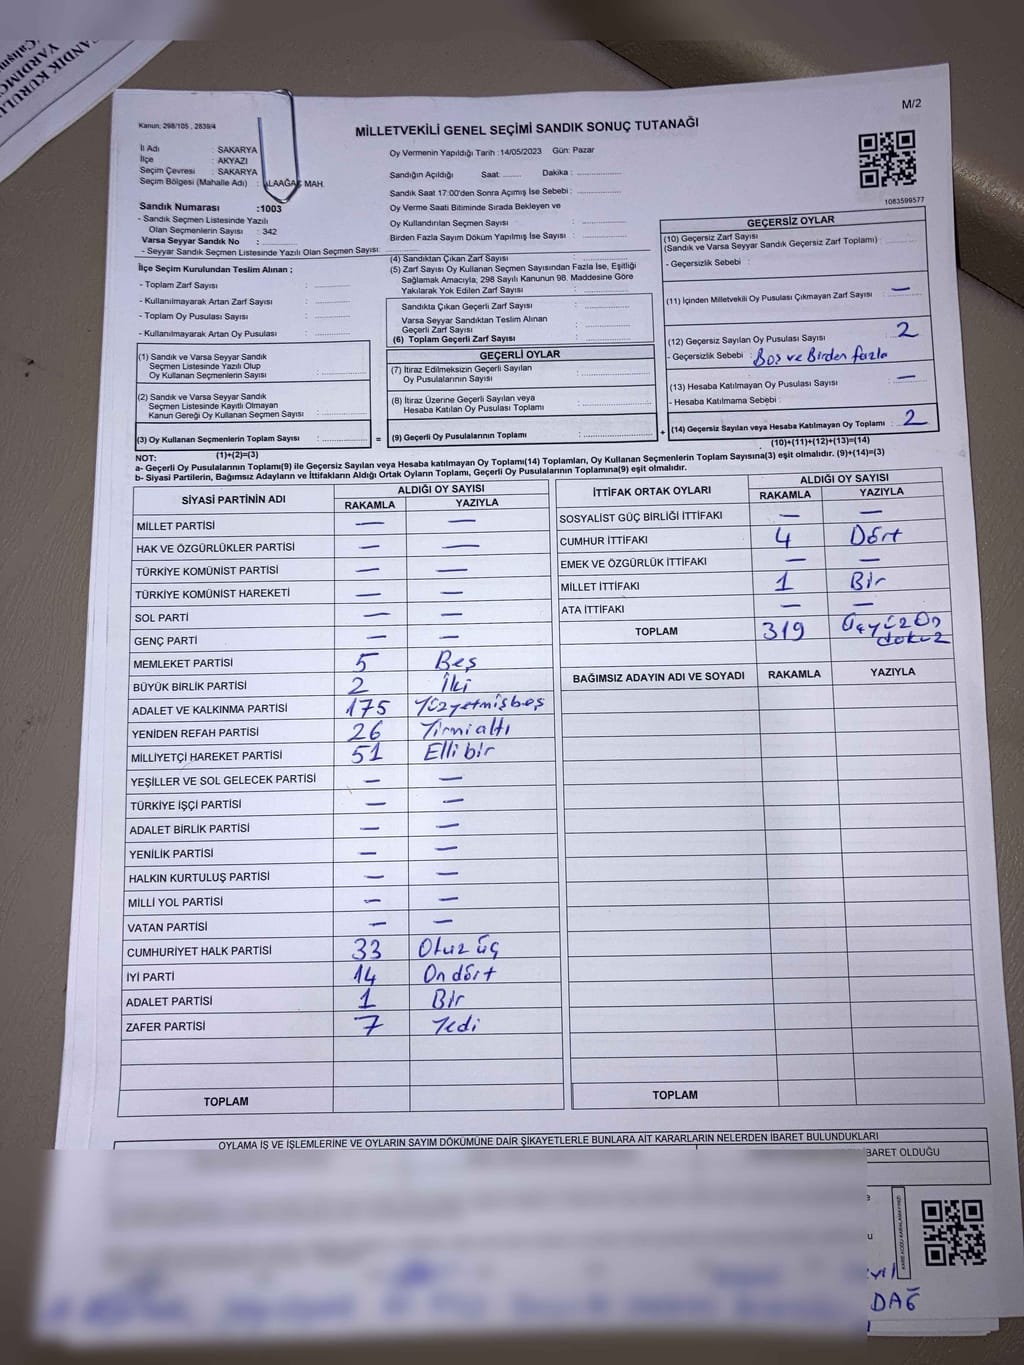 M/2
Kanun: 298/105 , 2839/4
MİLLETVEKİLİ GENEL SEÇİMİ SANDIK SONUÇ TUTANAĞI
İl Adı : SAKARYA
İlçe : AKYAZI
Seçim Çevresi : SAKARYA
Seçim Bölgesi (Mahalle Adı) : ALAAĞAÇ MAH.
Sandık Numarası :1003
- Sandık Seçmen Listesinde Yazılı
Olan Seçmenlerin Sayısı : 342
Varsa Seyyar Sandık No :
- Seyyar Sandık Seçmen Listesinde Yazılı Olan Seçmen Sayısı:
İlçe Seçim Kurulundan Teslim Alınan ;
- Toplam Zarf Sayısı :
- Kullanılmayarak Artan Zarf Sayısı :
- Toplam Oy Pusulası Sayısı :
- Kullanılmayarak Artan Oy Pusulası :
(1) Sandık ve Varsa Seyyar Sandık
Seçmen Listesinde Yazılı Olup
Oy Kullanan Seçmenlerin Sayısı :
(2) Sandık ve Varsa Seyyar Sandık
Seçmen Listesinde Kayıtlı Olmayan
Kanun Gereği Oy Kullanan Seçmen Sayısı :
(3) Oy Kullanan Seçmenlerin Toplam Sayısı :
(1)+(2)=(3)
Oy Vermenin Yapıldığı Tarih : 14/05/2023 Gün: Pazar
Sandığın Açıldığı Saat: Dakika :
Sandık Saat 17:00'den Sonra Açımış İse Sebebi :
Oy Verme Saati Bitiminde Sırada Bekleyen ve
Oy Kullandırılan Seçmen Sayısı :
Birden Fazla Sayım Döküm Yapılmış İse Sayısı :
(4) Sandıktan Çıkan Zarf Sayısı :
(5) Zarf Sayısı Oy Kullanan Seçmen Sayısından Fazla İse, Eşitliği
Sağlamak Amacıyla; 298 Sayılı Kanunun 98. Maddesine Göre
Yakılarak Yok Edilen Zarf Sayısı :
Sandıkta Çıkan Geçerli Zarf Sayısı :
Varsa Seyyar Sandıktan Teslim Alınan
Geçerli Zarf Sayısı :
(6) Toplam Geçerli Zarf Sayısı :
GEÇERLİ OYLAR
(7) İtiraz Edilmeksizin Geçerli Sayılan
Oy Pusulalarının Sayısı :
(8) İtiraz Üzerine Geçerli Sayılan veya
Hesaba Katılan Oy Pusulası Toplamı :
= (9) Geçerli Oy Pusulalarının Toplamı :
1083599577
GEÇERSİZ OYLAR
(10) Geçersiz Zarf Sayısı
(Sandık ve Varsa Seyyar Sandık Geçersiz Zarf Toplamı) :
- Geçersizlik Sebebi :
(11) İçinden Milletvekili Oy Pusulası Çıkmayan Zarf Sayısı : —
(12) Geçersiz Sayılan Oy Pusulası Sayısı : 2
- Geçersizlik Sebebi : Boş ve Birden fazla
(13) Hesaba Katılmayan Oy Pusulası Sayısı : —
- Hesaba Katılmama Sebebi :
+ (14) Geçersiz Sayılan veya Hesaba Katılmayan Oy Toplamı : 2
(10)+(11)+(12)+(13)=(14)
NOT:
a- Geçerli Oy Pusulalarının Toplamı(9) ile Geçersiz Sayılan veya Hesaba katılmayan Oy Toplamı(14) Toplamları, Oy Kullanan Seçmenlerin Toplam Sayısına(3) eşit olmalıdır. (9)+(14)=(3)
b- Siyasi Partilerin, Bağımsız Adayların ve İttifakların Aldığı Ortak Oyların Toplamı, Geçerli Oy Pusulalarının Toplamına(9) eşit olmalıdır.
SİYASİ PARTİNİN ADI ALDIĞI OY SAYISI
RAKAMLA YAZIYLA
MİLLET PARTİSİ — —
HAK VE ÖZGÜRLÜKLER PARTİSİ — —
TÜRKİYE KOMÜNİST PARTİSİ — —
TÜRKİYE KOMÜNİST HAREKETİ — —
SOL PARTİ — —
GENÇ PARTİ — —
MEMLEKET PARTİSİ 5 Beş
BÜYÜK BİRLİK PARTİSİ 2 İki
ADALET VE KALKINMA PARTİSİ 175 Yüzyetmişbeş
YENİDEN REFAH PARTİSİ 26 Yirmialtı
MİLLİYETÇİ HAREKET PARTİSİ 51 Ellibir
YEŞİLLER VE SOL GELECEK PARTİSİ — —
TÜRKİYE İŞÇİ PARTİSİ — —
ADALET BİRLİK PARTİSİ — —
YENİLİK PARTİSİ — —
HALKIN KURTULUŞ PARTİSİ — —
MİLLİ YOL PARTİSİ — —
VATAN PARTİSİ — —
CUMHURİYET HALK PARTİSİ 33 Otuz üç
İYİ PARTİ 14 On dört
ADALET PARTİSİ 1 Bir
ZAFER PARTİSİ 7 Yedi
TOPLAM
İTTİFAK ORTAK OYLARI ALDIĞI OY SAYISI
RAKAMLA YAZIYLA
SOSYALİST GÜÇ BİRLİĞİ İTTİFAKI — —
CUMHUR İTTİFAKI 4 Dört
EMEK VE ÖZGÜRLÜK İTTİFAKI — —
MİLLET İTTİFAKI 1 Bir
ATA İTTİFAKI — —
TOPLAM 319 Üçyüz On
dokuz
BAĞIMSIZ ADAYIN ADI VE SOYADI RAKAMLA YAZIYLA
TOPLAM
OYLAMA İŞ VE İŞLEMLERİNE VE OYLARIN SAYIM DÖKÜMÜNE DAİR ŞİKAYETLERLE BUNLARA AİT KARARLARIN NELERDEN İBARET BULUNDUKLARI
BARET OLDUĞU
DAĞ